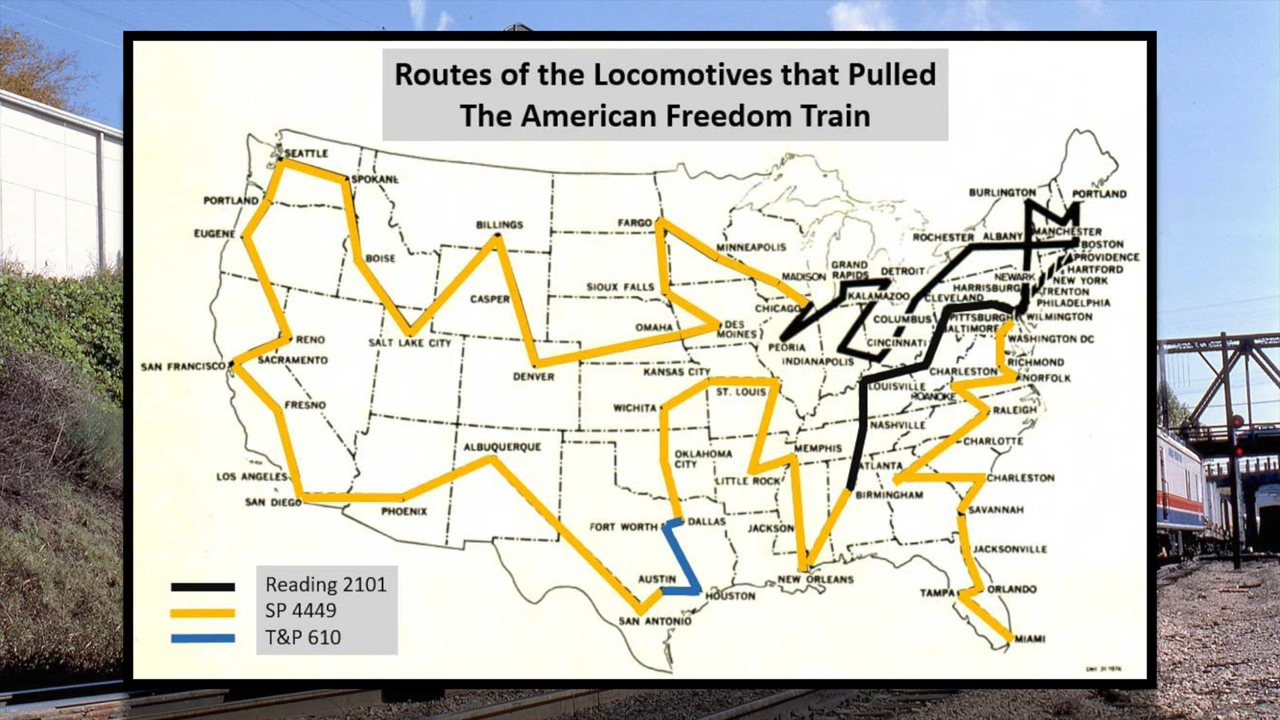 Routes of the Locomotives that Pulled
The American Freedom Train
SEATTLE
SPOKANE
PORTLAND
EUGENE
BILLINGS
BOISE
CASPER
SALT LAKE CITY
RENO
SACRAMENTO
SAN FRANCISCO
FRESNO
LOS ANGELES
SAN DIEGO
PHOENIX
ALBUQUERQUE
DENVER
FARGO
MINNEAPOLIS
SIOUX FALLS
OMAHA
DES
MOINES
MADISON
CHICAGO
PEORIA
GRAND
RAPIDS
DETROIT
KALAMAZOO
INDIANAPOLIS
COLUMBUS
CINCINNATI
CLEVELAND
PITTSBURGH
BALTIMORE
HARRISBURG
NEWARK
ROCHESTER
ALBANY
BURLINGTON
PORTLAND
MANCHESTER
BOSTON
PROVIDENCE
HARTFORD
NEW YORK
TRENTON
PHILADELPHIA
WILMINGTON
WASHINGTON DC
RICHMOND
NORFOLK
CHARLESTON
ROANOKE
RALEIGH
CHARLOTTE
CHARLESTON
SAVANNAH
JACKSONVILLE
ORLANDO
TAMPA
MIAMI
LOUISVILLE
NASHVILLE
ATLANTA
BIRMINGHAM
KANSAS CITY
ST. LOUIS
WICHITA
OKLAHOMA
CITY
MEMPHIS
LITTLE ROCK
JACKSON
NEW ORLEANS
FORT WORTH
DALLAS
AUSTIN
HOUSTON
SAN ANTONIO
Reading 2101
SP 4449
T&P 610
Dec 31 1976